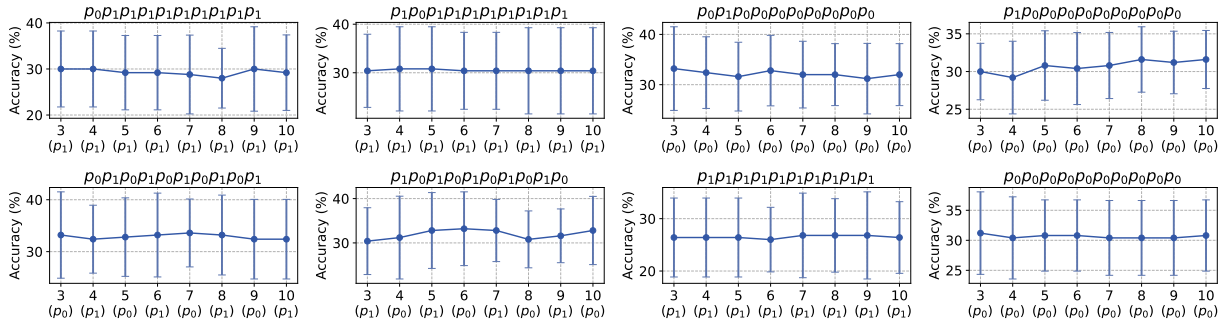 p₀p₁p₁p₁p₁p₁p₁p₁p₁p₁
Accuracy (%)
40
30
20
3 4 5 6 7 8 9 10
(p₁) (p₁) (p₁) (p₁) (p₁) (p₁) (p₁) (p₁)
p₁p₀p₁p₁p₁p₁p₁p₁p₁p₁
Accuracy (%)
40
30
3 4 5 6 7 8 9 10
(p₁) (p₁) (p₁) (p₁) (p₁) (p₁) (p₁) (p₁)
p₀p₁p₀p₀p₀p₀p₀p₀p₀p₀
Accuracy (%)
40
30
3 4 5 6 7 8 9 10
(p₀) (p₀) (p₀) (p₀) (p₀) (p₀) (p₀) (p₀)
p₁p₀p₀p₀p₀p₀p₀p₀p₀p₀
Accuracy (%)
35
30
25
3 4 5 6 7 8 9 10
(p₀) (p₀) (p₀) (p₀) (p₀) (p₀) (p₀) (p₀)
p₀p₁p₀p₁p₀p₁p₀p₁p₀p₁
Accuracy (%)
40
30
3 4 5 6 7 8 9 10
(p₀) (p₁) (p₀) (p₁) (p₀) (p₁) (p₀) (p₁)
p₁p₀p₁p₀p₁p₀p₁p₀p₁p₀
Accuracy (%)
40
30
3 4 5 6 7 8 9 10
(p₁) (p₀) (p₁) (p₀) (p₁) (p₀) (p₁) (p₀)
p₁p₁p₁p₁p₁p₁p₁p₁p₁p₁
Accuracy (%)
30
20
3 4 5 6 7 8 9 10
(p₁) (p₁) (p₁) (p₁) (p₁) (p₁) (p₁) (p₁)
p₀p₀p₀p₀p₀p₀p₀p₀p₀p₀
Accuracy (%)
35
30
25
3 4 5 6 7 8 9 10
(p₀) (p₀) (p₀) (p₀) (p₀) (p₀) (p₀) (p₀)